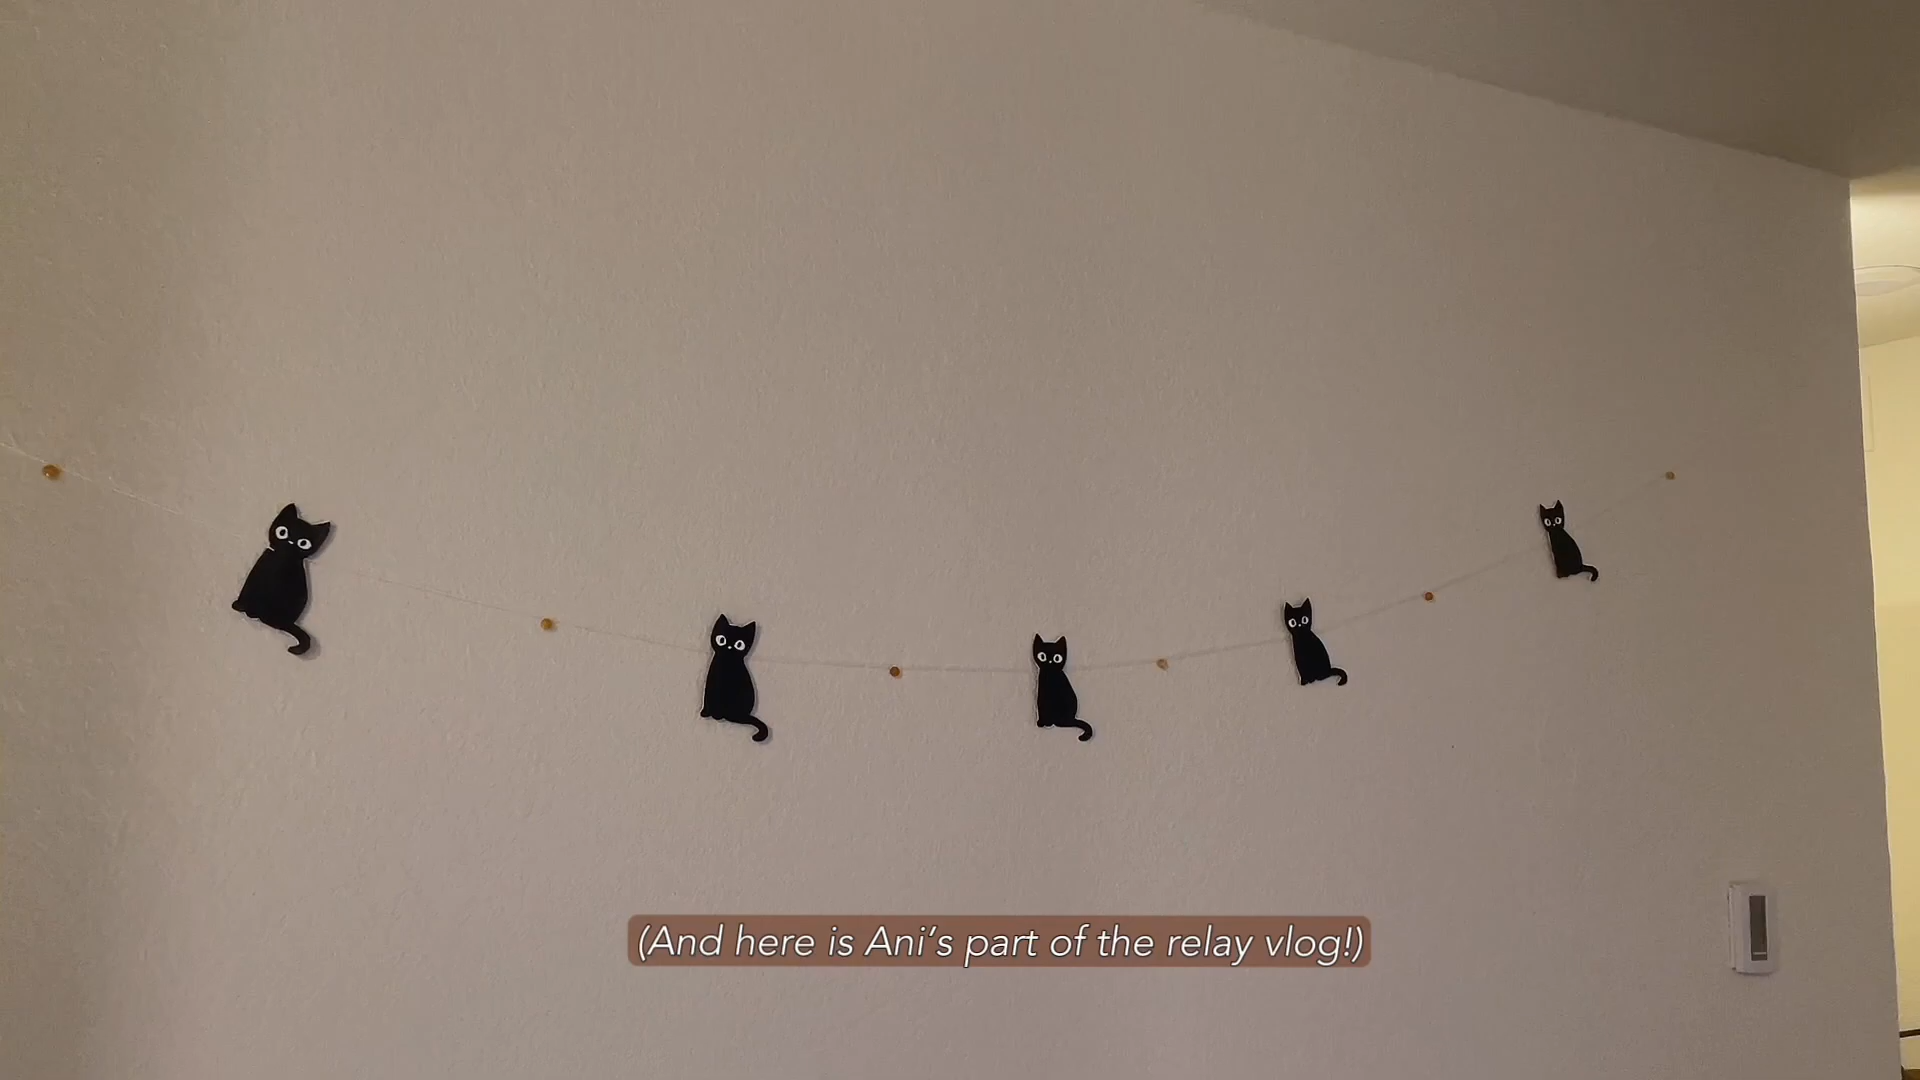 (And here is Ani’s part of the relay vlog!)